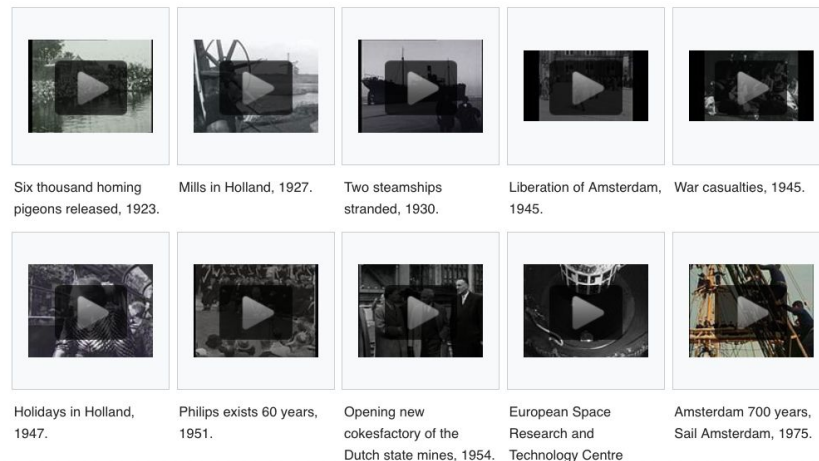 Six thousand homing
pigeons released, 1923.
Mills in Holland, 1927.
Two steamships
stranded, 1930.
Liberation of Amsterdam,
1945.
War casualties, 1945.
Holidays in Holland,
1947.
Philips exists 60 years,
1951.
Opening new
cokesfactory of the
Dutch state mines, 1954.
European Space
Research and
Technology Centre
Amsterdam 700 years,
Sail Amsterdam, 1975.